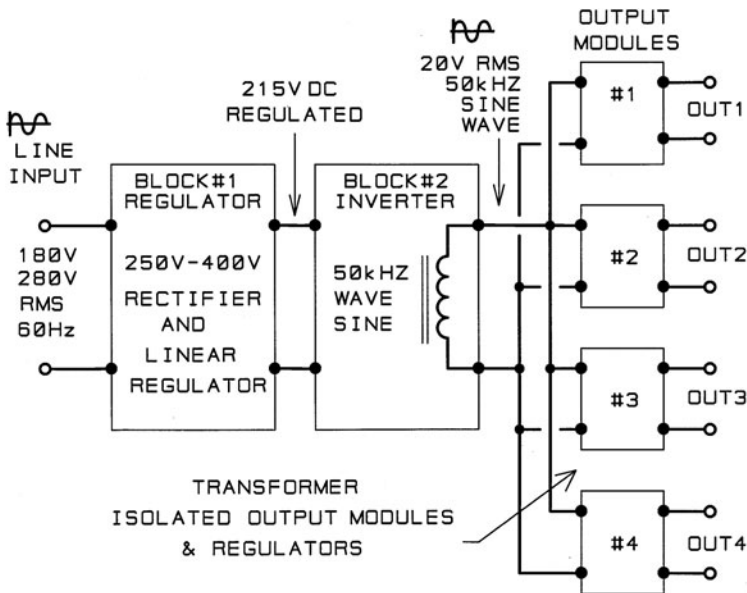 OUTPUT
MODULES
20V RMS
50kHZ
SINE
WAVE
215V DC
REGULATED
LINE
INPUT
#1
OUT1
BLOCK#1
REGULATOR
BLOCK#2
INVERTER
180V
280V
RMS
60Hz
250V-400V
RECTIFIER
AND
LINEAR
REGULATOR
50kHZ
WAVE
SINE
#2
OUT2
#3
OUT3
TRANSFORMER
ISOLATED OUTPUT MODULES
& REGULATORS
#4
OUT4